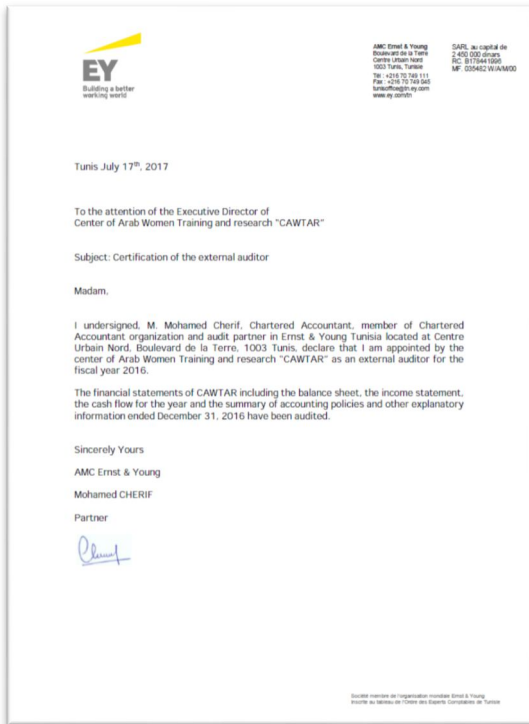 EY
Building a better
working world
AMC Ernst & Young
Boulevard de la Terre
Centre Urbain Nord
1003 Tunis, Tunisie
Tél : +216 70 749 111
Fax : +216 70 749 045
tunisoffice@tn.ey.com
www.ey.com/tn
SARL au capital de
2 450 000 dinars
RC. B178441996
MF. 035482 W/A/M/000
Tunis July 17th, 2017
To the attention of the Executive Director of
Center of Arab Women Training and research "CAWTAR"
Subject: Certification of the external auditor
Madam,
I undersigned, M. Mohamed Cherif, Chartered Accountant, member of Chartered
Accountant organization and audit partner in Ernst & Young Tunisia located at Centre
Urbain Nord, Boulevard de la Terre, 1003 Tunis, declare that I am appointed by the
center of Arab Women Training and research "CAWTAR" as an external auditor for the
fiscal year 2016.
The financial statements of CAWTAR including the balance sheet, the income statement,
the cash flow for the year and the summary of accounting policies and other explanatory
information ended December 31, 2016 have been audited.
Sincerely Yours
AMC Ernst & Young
Mohamed CHERIF
Partner
Société membre de l'organisation mondiale Ernst & Young
Inscrite au tableau de l'Ordre des Experts Comptables de Tunisie